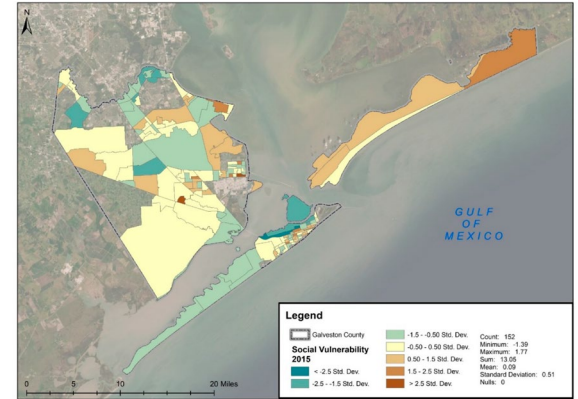 N
GULF
OF
MEXICO
Legend
Galveston County
Social Vulnerability
2015
< -2.5 Std. Dev.
-2.5 - -1.5 Std. Dev.
-1.5 - -0.50 Std. Dev.
-0.50 - 0.50 Std. Dev.
0.50 - 1.5 Std. Dev.
1.5 - 2.5 Std. Dev.
> 2.5 Std. Dev.
Count: 152
Minimum: -1.39
Maximum: 1.77
Sum: 13.05
Mean: 0.09
Standard Deviation: 0.51
Nulls: 0
0 5 10 20 Miles